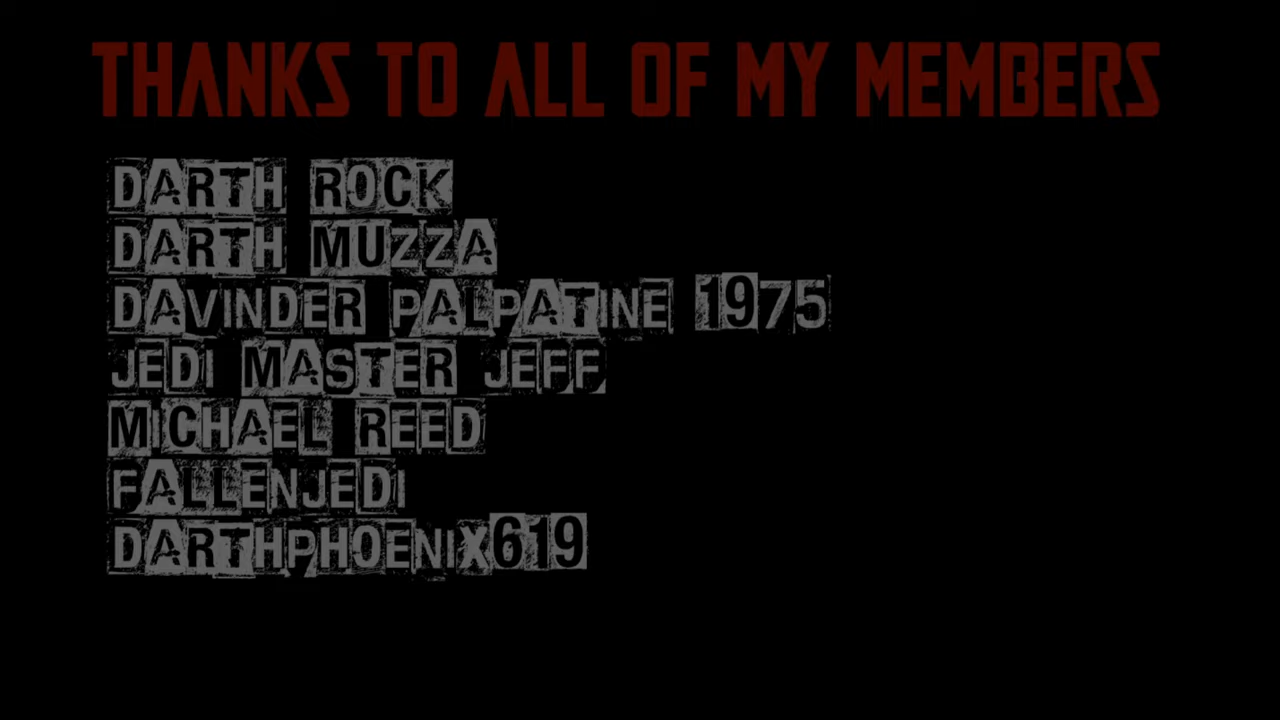 THANKS TO ALL OF MY MEMBERS
DARTH ROCK
DARTH MUZZA
DAVINDER PALPATINE 1975
JEDI MASTER JEFF
MICHAEL REED
FALLENJEDI
DARTHPHOENIX619